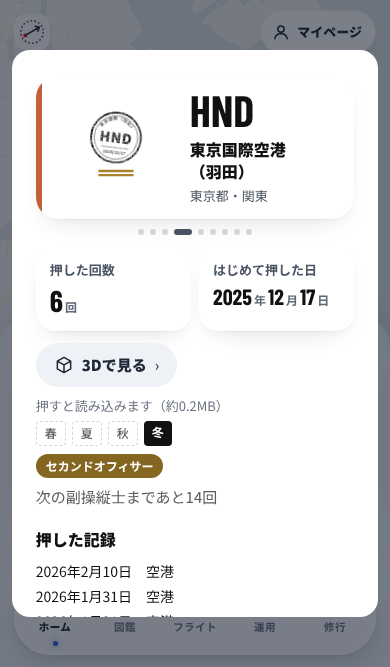 マイページ
HND
HND
東京国際空港
（羽田）
東京都・関東
押した回数
はじめて押した日
6回
2025年12月17日
3Dで見る ›
押すと読み込みます（約0.2MB）
春 夏 秋 冬
セカンドオフィサー
次の副操縦士まであと14回
押した記録
2026年2月10日 空港
2026年1月31日 空港
ホーム 図鑑 フライト 運用 修行